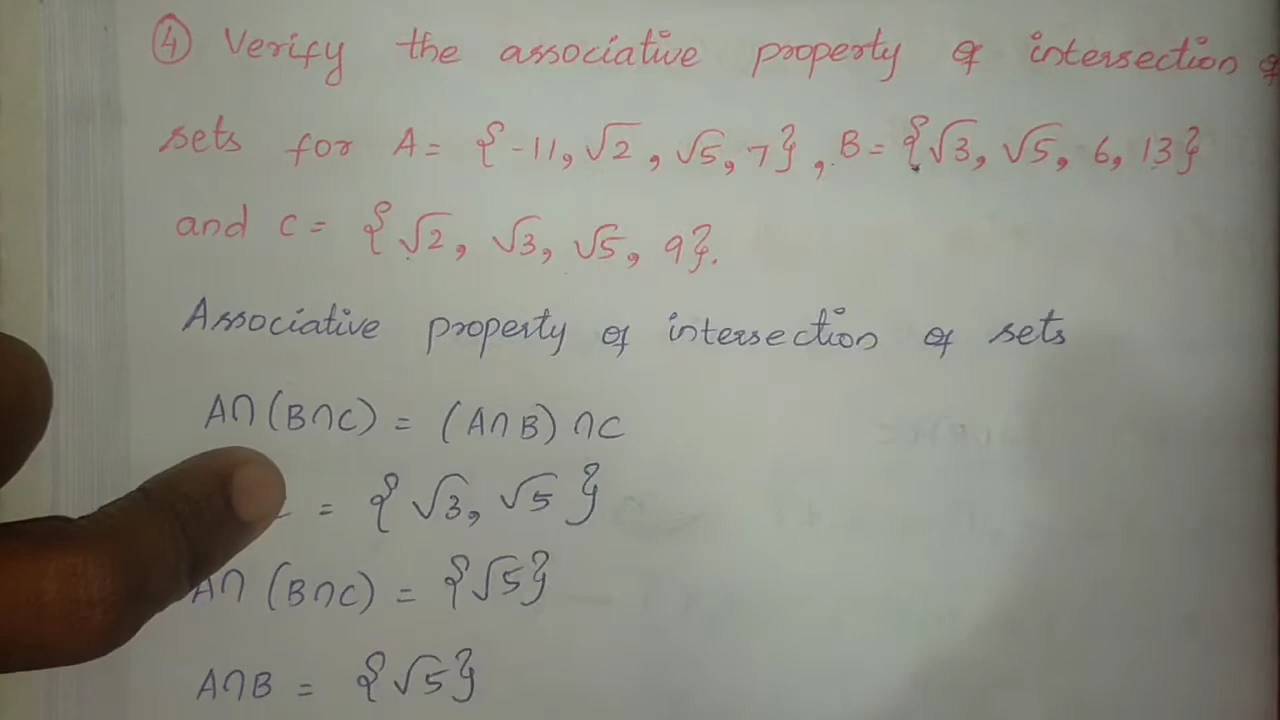 ④ Verify the associative property of intersection of
sets for A = {-11, √2, √5, 7}, B = {√3, √5, 6, 13}
and C = {√2, √3, √5, 9}.
Associative property of intersection of sets
A∩(B∩C) = (A∩B)∩C
= {√3, √5}
A∩(B∩C) = {√5}
A∩B = {√5}